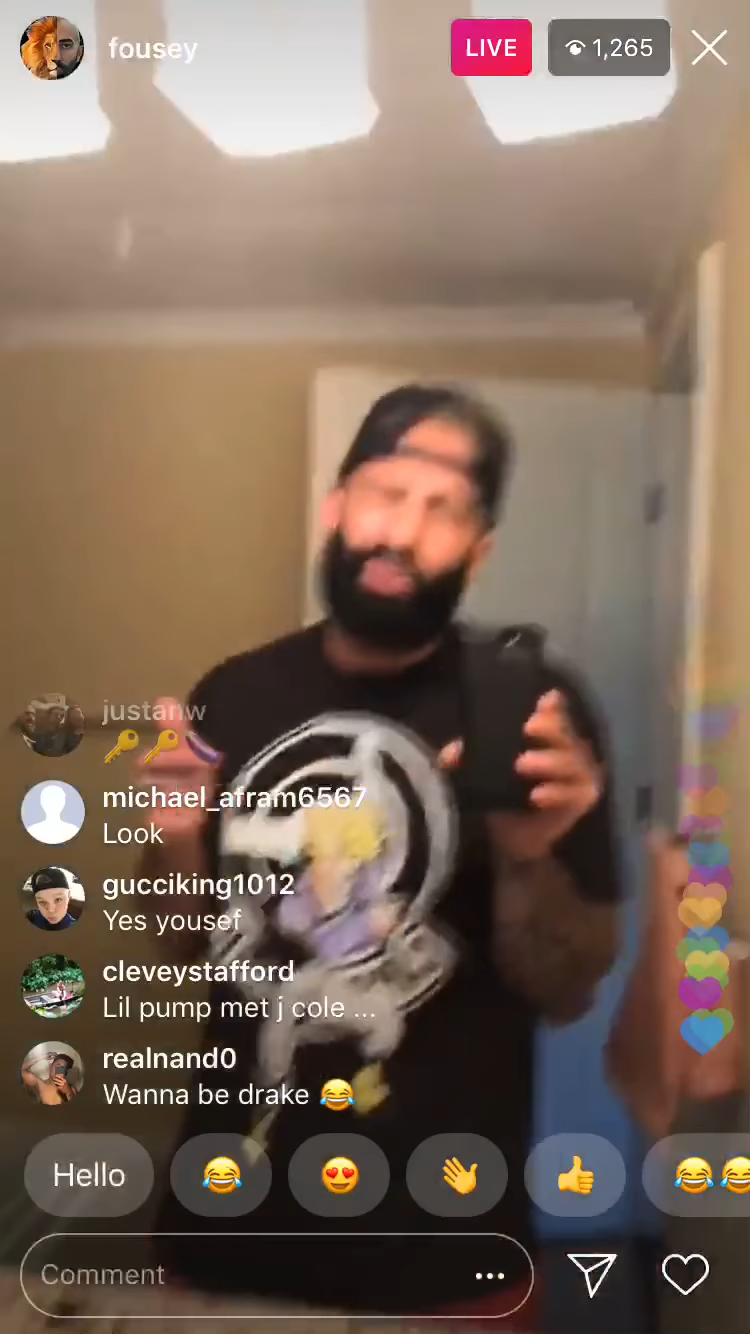 fousey
LIVE
1,265
justanw
🔑🔑🍆
michael_afram6567
Look
gucciking1012
Yes yousef
cleveystafford
Lil pump met j cole ...
realnand0
Wanna be drake 😂
Hello 😂 😍 👋 👍 😂😂
Comment